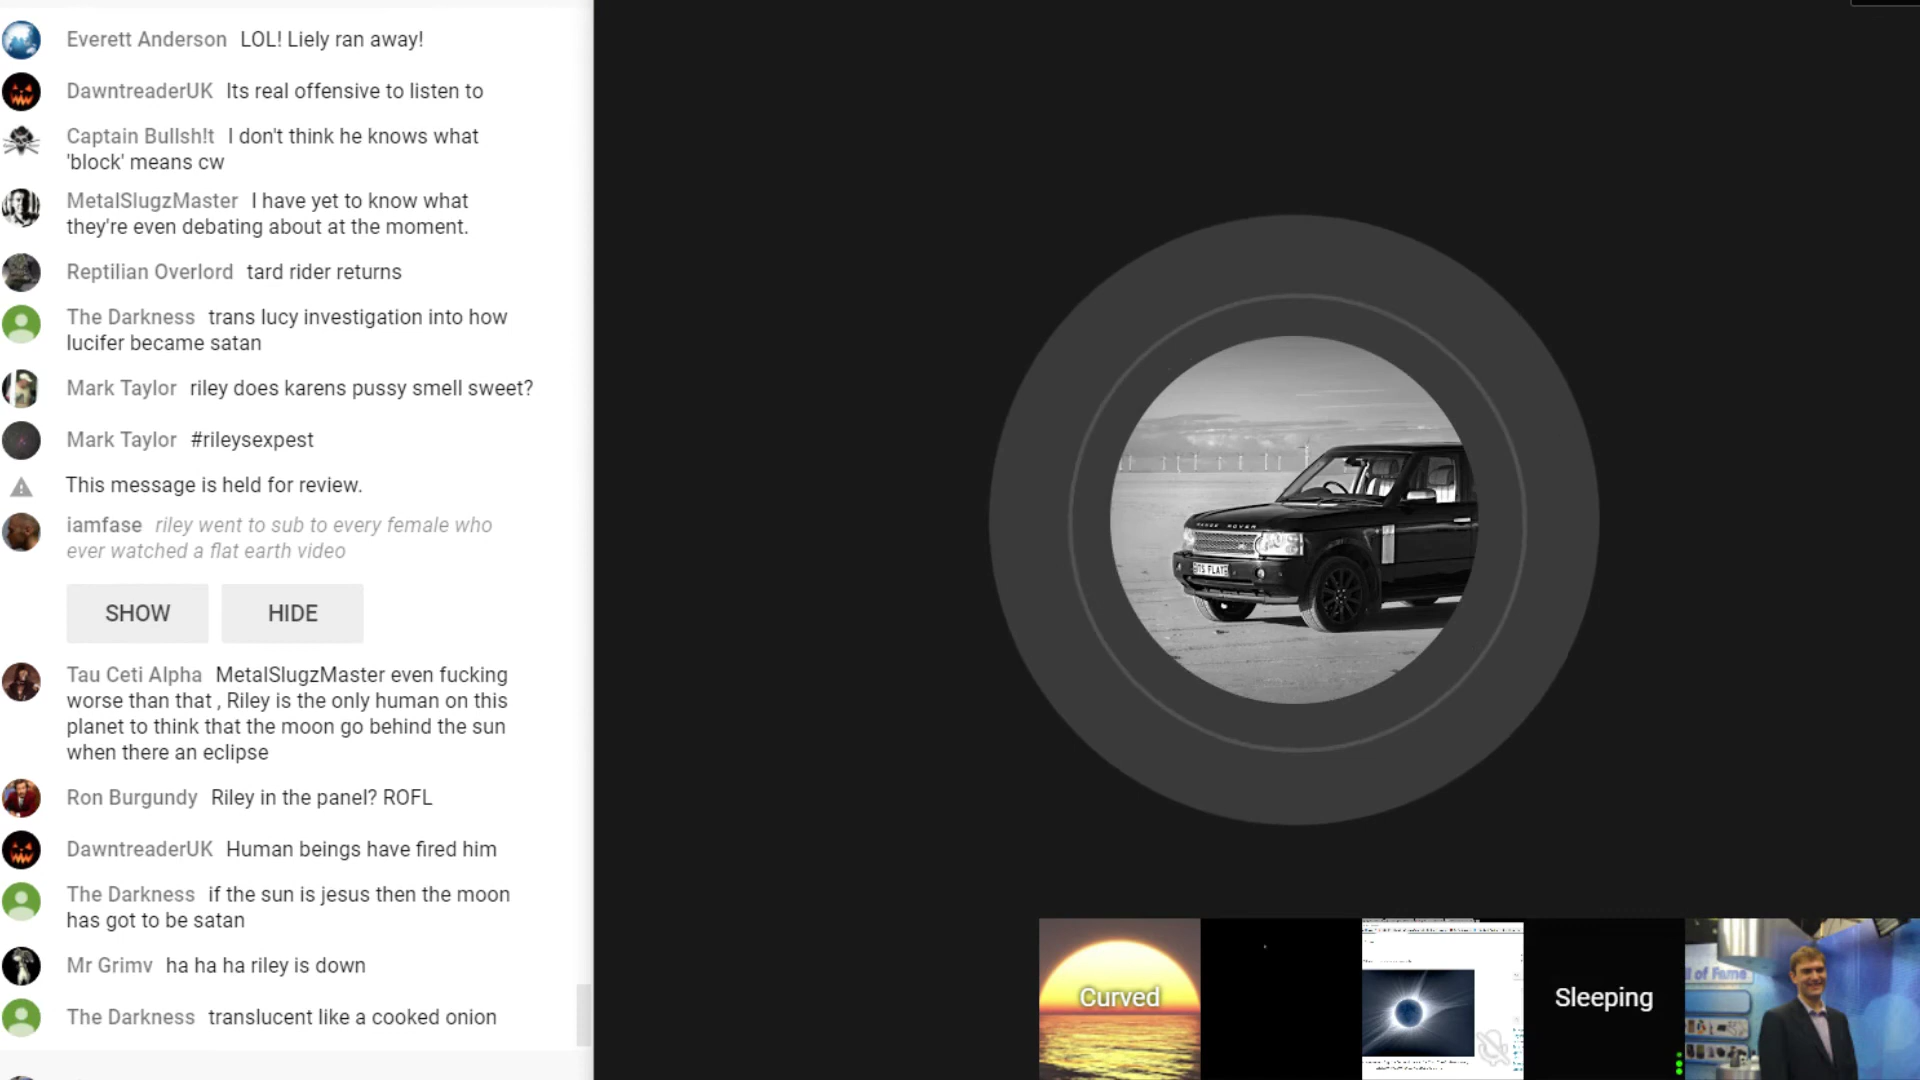 Everett Anderson LOL! Liely ran away!
DawntreaderUK Its real offensive to listen to
Captain Bullsh!t I don't think he knows what
'block' means cw
MetalSlugzMaster I have yet to know what
they're even debating about at the moment.
Reptilian Overlord tard rider returns
The Darkness trans lucy investigation into how
lucifer became satan
Mark Taylor riley does karens pussy smell sweet?
Mark Taylor #rileysexpest
This message is held for review.
iamfase riley went to sub to every female who
ever watched a flat earth video
SHOW HIDE
Tau Ceti Alpha MetalSlugzMaster even fucking
worse than that , Riley is the only human on this
planet to think that the moon go behind the sun
when there an eclipse
Ron Burgundy Riley in the panel? ROFL
DawntreaderUK Human beings have fired him
The Darkness if the sun is jesus then the moon
has got to be satan
Mr Grimv ha ha ha riley is down
The Darkness translucent like a cooked onion
RANGE ROVER
ITS FLAT
Curved
Sleeping
of Fame